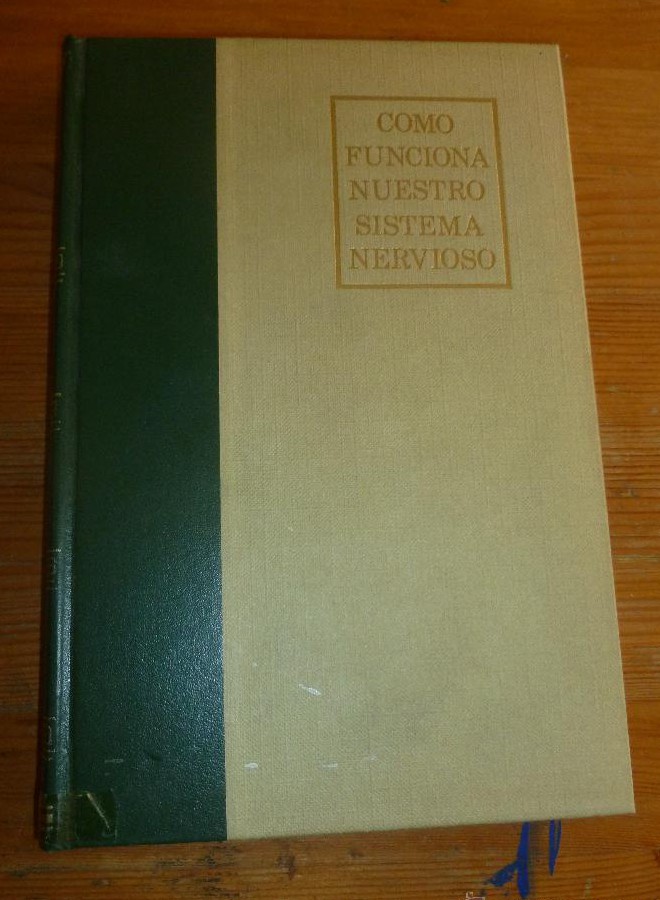 COMO
FUNCIONA
NUESTRO
SISTEMA
NERVIOSO